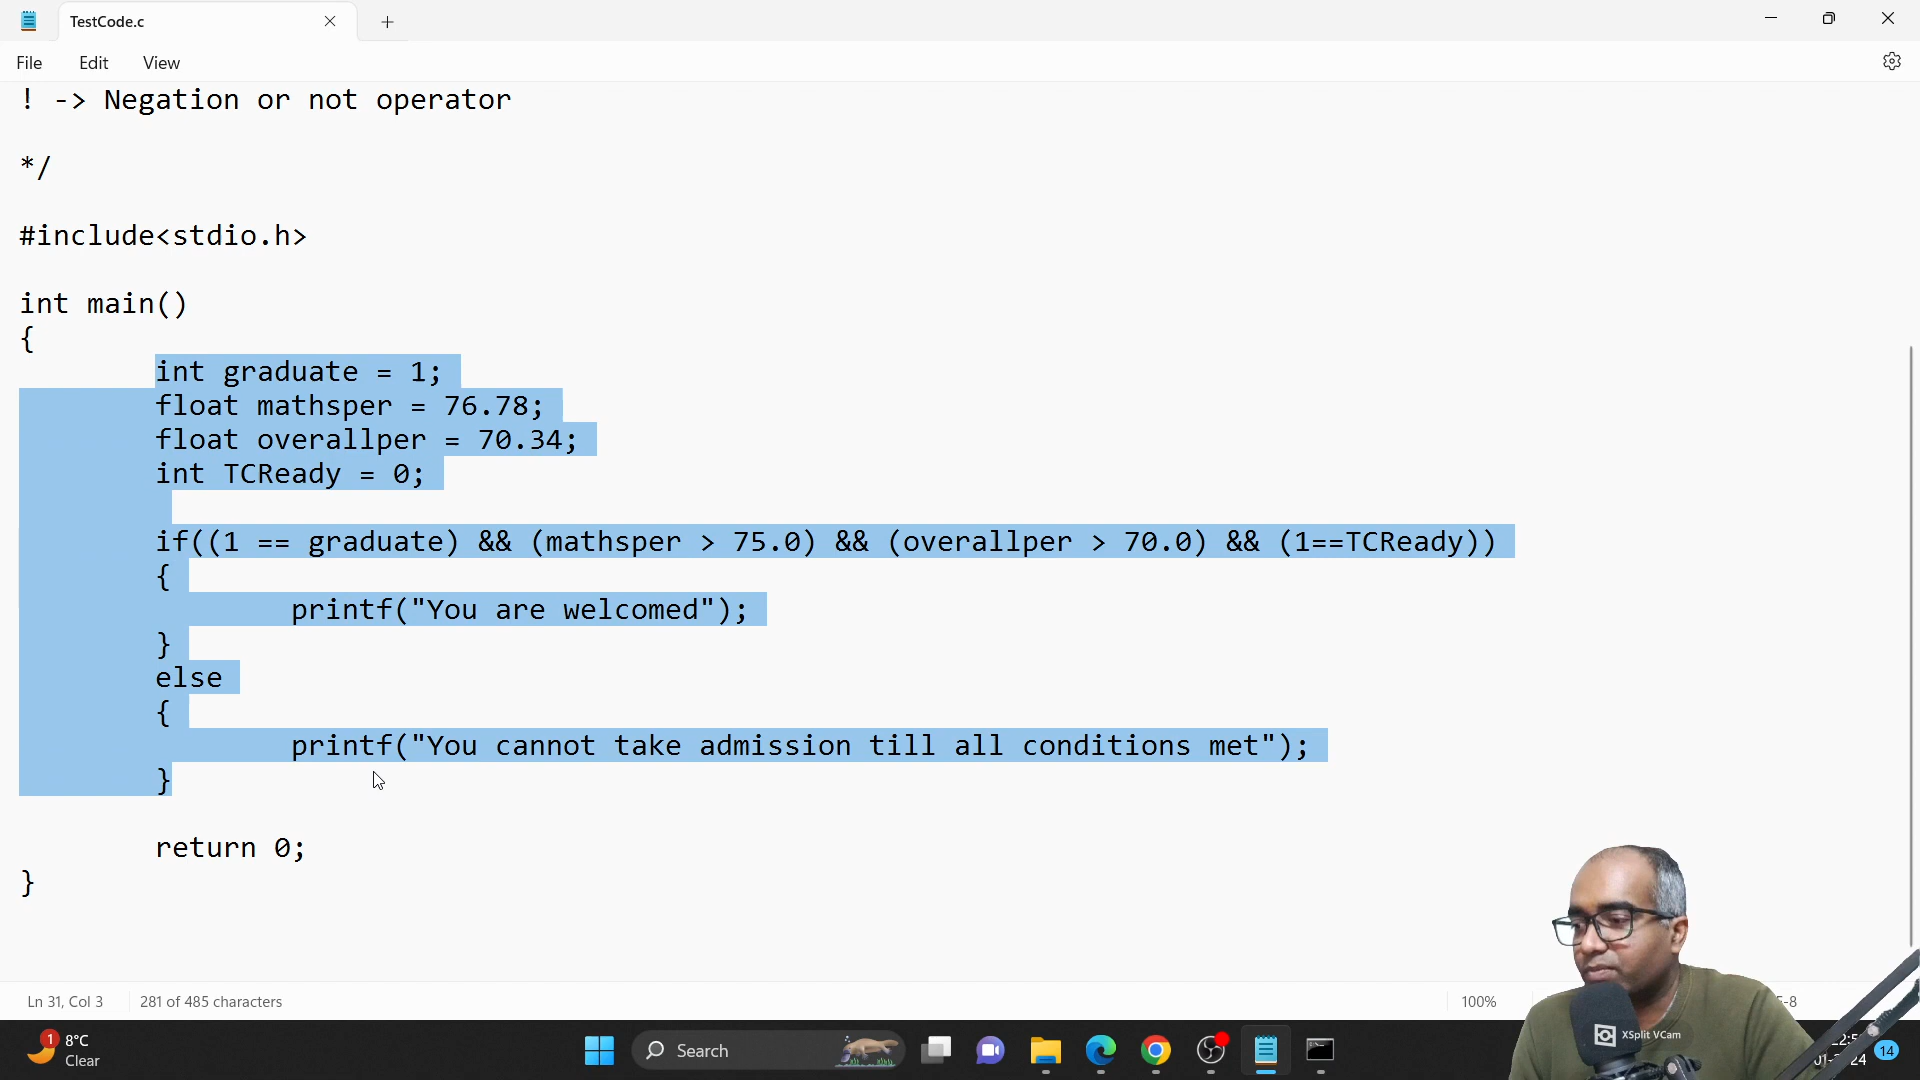 TestCode.c
File Edit View
! -> Negation or not operator
*/
#include<stdio.h>
int main()
{
int graduate = 1;
float mathsper = 76.78;
float overallper = 70.34;
int TCReady = 0;
if((1 == graduate) && (mathsper > 75.0) && (overallper > 70.0) && (1==TCReady))
{
printf("You are welcomed");
}
else
{
printf("You cannot take admission till all conditions met");
}
return 0;
}
Ln 31, Col 3 281 of 485 characters 100%
1 8°C
Clear
Search
XSplit VCam
14